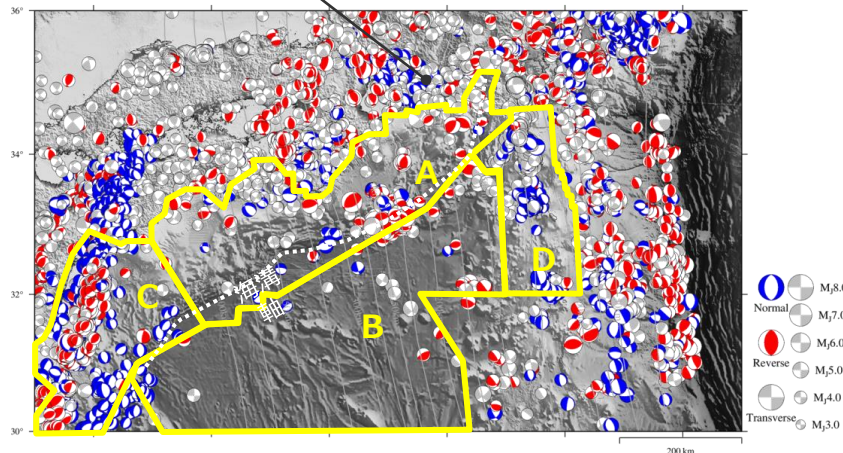 36°
34°
32°
30°
A
B
C
D
海溝
軸
Normal
Reverse
Transverse
MJ8.0
MJ7.0
MJ6.0
MJ5.0
MJ4.0
MJ3.0
200 km